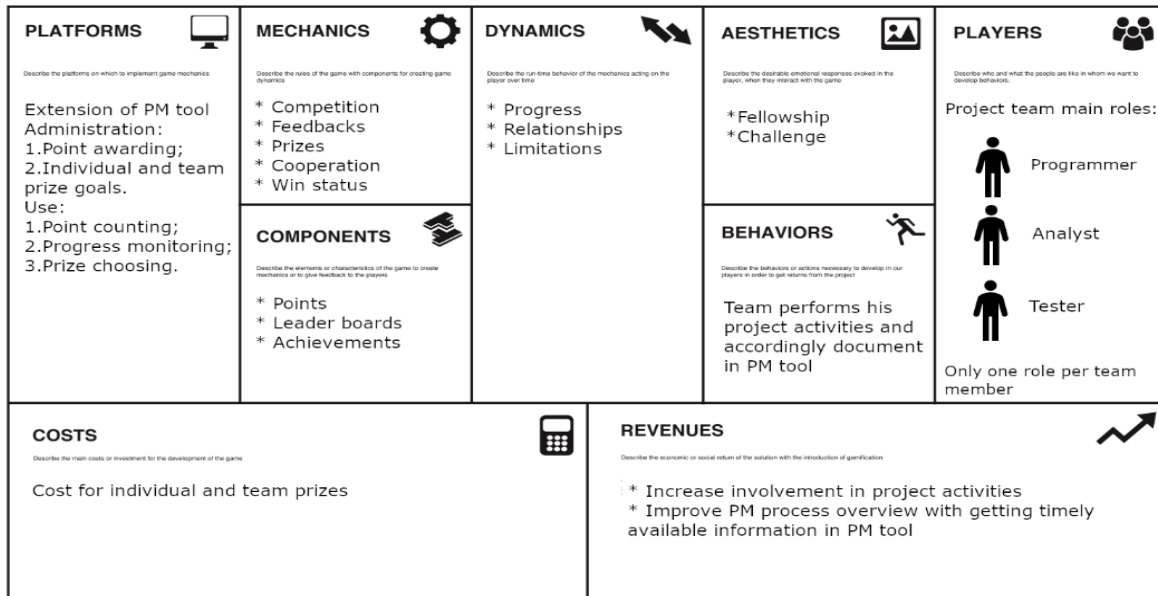 PLATFORMS
Describe the platforms on which to implement game mechanics
Extension of PM tool
Administration:
1.Point awarding;
2.Individual and team
prize goals.
Use:
1.Point counting;
2.Progress monitoring;
3.Prize choosing.
MECHANICS
Describe the rules of the game with components for creating game
dynamics
* Competition
* Feedbacks
* Prizes
* Cooperation
* Win status
COMPONENTS
Describe the elements or characteristics of the game to create
mechanics or to give feedback to the players
* Points
* Leader boards
* Achievements
DYNAMICS
Describe the run-time behavior of the mechanics acting on the
player over time
* Progress
* Relationships
* Limitations
AESTHETICS
Describe the desirable emotional responses evoked in the
player, when they interact with the game
*Fellowship
*Challenge
BEHAVIORS
Describe the behaviors or actions necessary to develop in our
players in order to get returns from the project
Team performs his
project activities and
accordingly document
in PM tool
PLAYERS
Describe who and what the people are like in whom we want to
develop behaviors.
Project team main roles:
Programmer
Analyst
Tester
Only one role per team
member
COSTS
Describe the main costs or investment for the development of the game
Cost for individual and team prizes
REVENUES
Describe the economic or social return of the solution with the introduction of gamification
* Increase involvement in project activities
* Improve PM process overview with getting timely
available information in PM tool